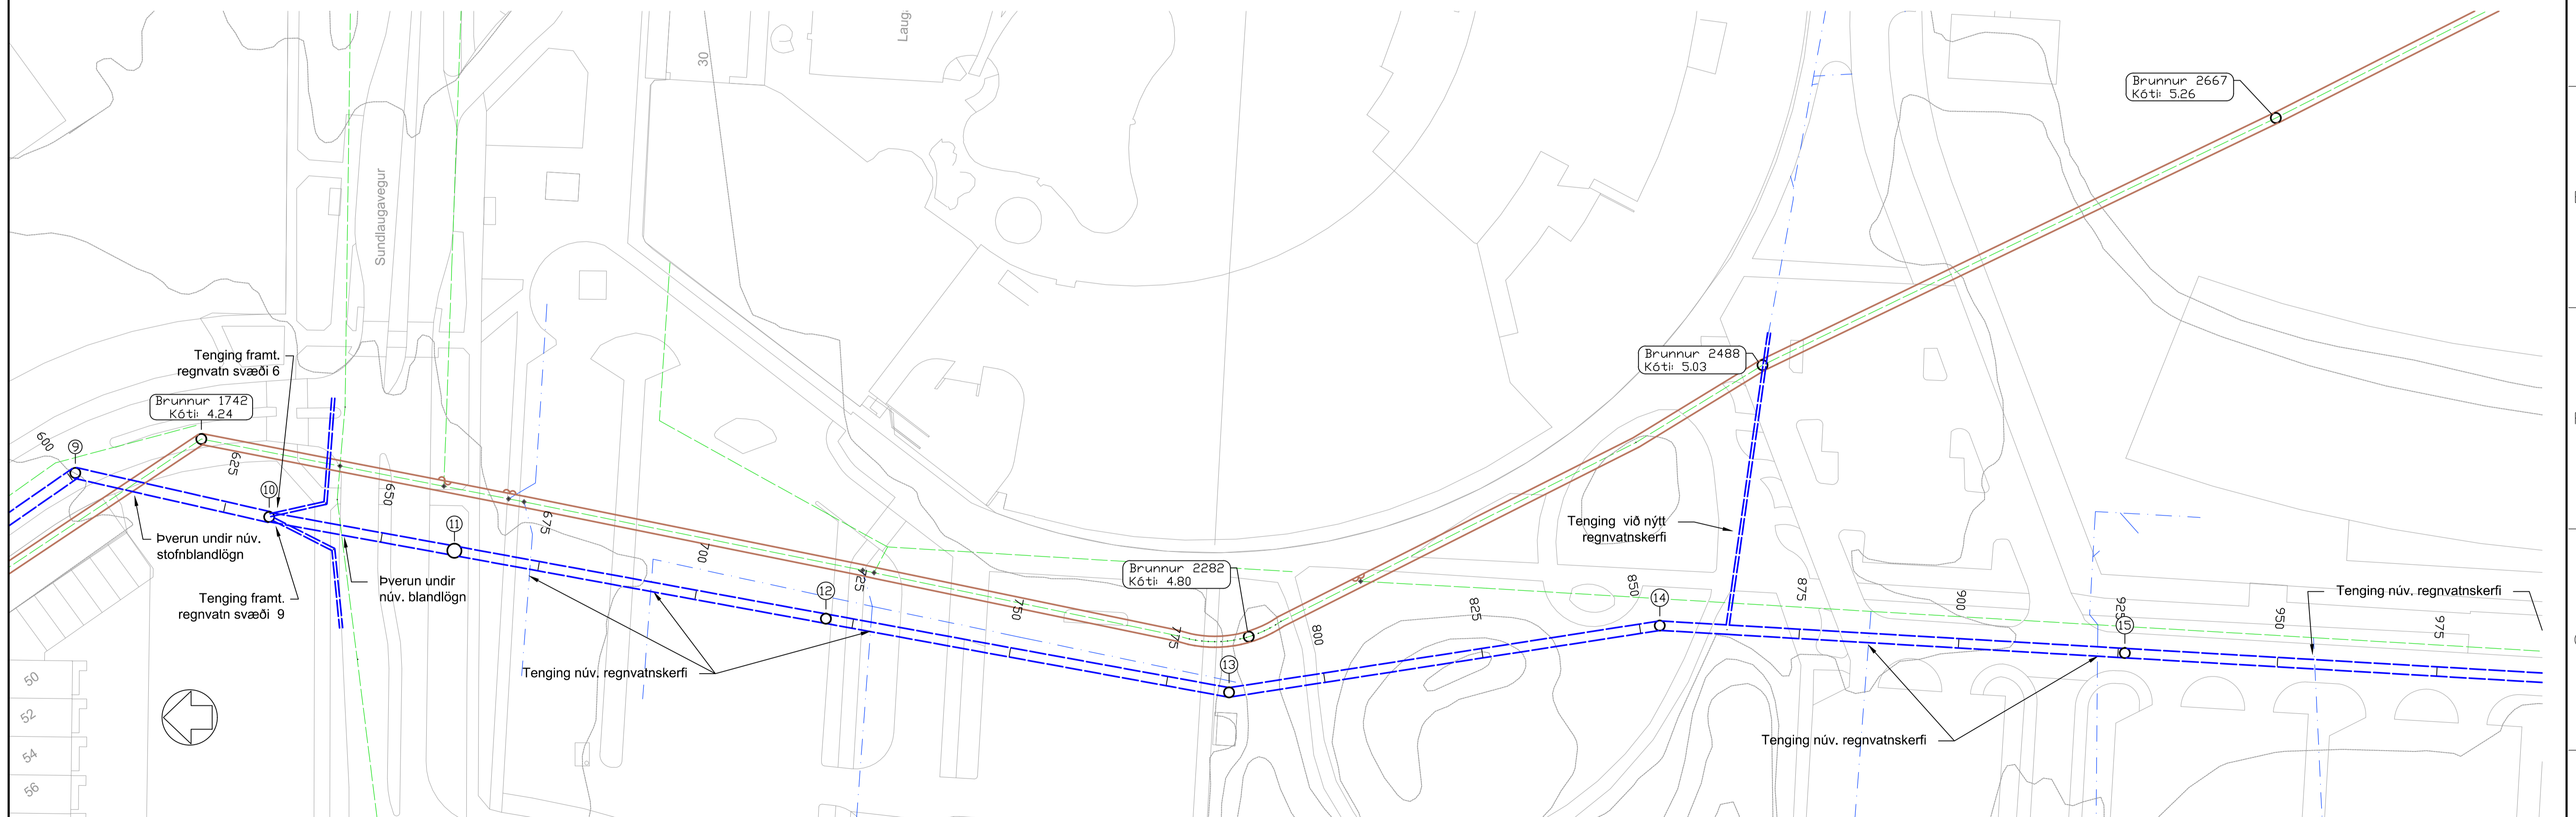 30
Laug
Brunnur 2667
Kóti: 5.26
Sundlaugavegur
Tenging framt.
regnvatn svæði 6
Brunnur 2488
Kóti: 5.03
Brunnur 1742
Kóti: 4.24
600
9
625
10
650
11
675
Þverun undir núv.
stofnblandlögn
Tenging við nýtt
regnvatnskerfi
700
725
Brunnur 2282
Kóti: 4.80
Þverun undir
núv. blandlögn
Tenging framt.
regnvatn svæði 9
12
750
775
800
825
850
14
875
900
925
15
950
975
Tenging núv. regnvatnskerfi
13
Tenging núv. regnvatnskerfi
Tenging núv. regnvatnskerfi
50
52
54
56